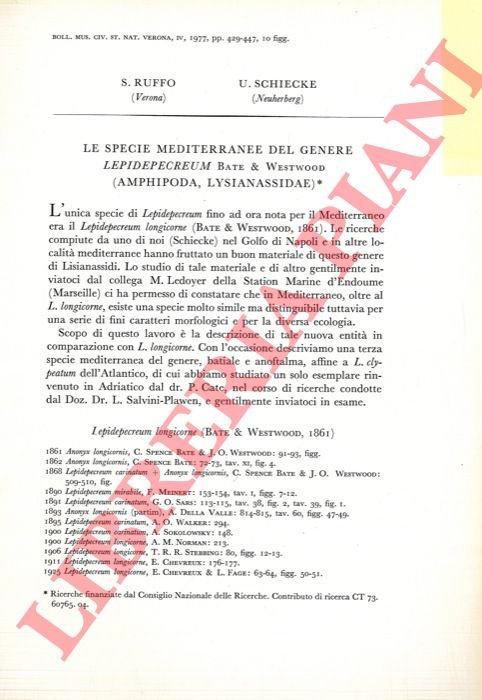 BOLL. MUS. CIV. ST. NAT. VERONA, IV, 1977, pp. 429-447, 10 figg.
S. RUFFO U. SCHIECKE
(Verona) (Neuherberg)
LE SPECIE MEDITERRANEE DEL GENERE
LEPIDEPECREUM BATE & WESTWOOD
(AMPHIPODA, LYSIANASSIDAE)*
L'unica specie di Lepidepecreum fino ad ora nota per il Mediterraneo
era il Lepidepecreum longicorne (BATE & WESTWOOD, 1861). Le ricerche
compiute da uno di noi (Schiecke) nel Golfo di Napoli e in altre lo-
calità mediterranee hanno fruttato un buon materiale di questo genere
di Lisianassidi. Lo studio di tale materiale e di altro gentilmente in-
viatoci dal collega M. Ledoyer della Station Marine d'Endoume
(Marseille) ci ha permesso di constatare che in Mediterraneo, oltre al
L. longicorne, esiste una specie molto simile ma distinguibile tuttavia per
una serie di fini caratteri morfologici e per la diversa ecologia.
Scopo di questo lavoro è la descrizione di tale nuova entità in
comparazione con L. longicorne. Con l'occasione descriviamo una terza
specie mediterranea del genere, batiale e anoftalma, affine a L. cly-
peatum dell'Atlantico, di cui abbiamo studiato un solo esemplare rin-
venuto in Adriatico dal dr. P. Cate, nel corso di ricerche condotte
dal Doz. Dr. L. Salvini-Plawen, e gentilmente inviatoci in esame.
Lepidepecreum longicorne (BATE & WESTWOOD, 1861)
1861 Anonyx longicornis, C. SPENCE BATE & J. O. WESTWOOD: 91-93, figg.
1862 Anonyx longicornis, C. SPENCE BATE: 72-73, tav. XI, fig. 4.
1868 Lepidepecreum carinatum + Anonyx longicornis, C. SPENCE BATE & J. O. WESTWOOD:
509-510, fig.
1890 Lepidepecreum mirabile, F. MEINERT: 153-154, tav. 1, figg. 7-12.
1891 Lepidepecreum carinatum, G. O. SARS: 113-115, tav. 38, fig. 2, tav. 39, fig. 1.
1893 Anonyx longicornis (partim), A. DELLA VALLE: 814-815, tav. 60, figg. 47-49.
1895 Lepidepecreum carinatum, A. O. WALKER: 294.
1900 Lepidepecreum carinatum, A. SOKOLOWSKY: 148.
1900 Lepidepecreum longicorne, A. M. NORMAN: 213.
1906 Lepidepecreum longicorne, T. R. R. STEBBING: 80, figg. 12-13.
1911 Lepidepecreum longicorne, E. CHEVREUX: 176-177.
1925 Lepidepecreum longicorne, E. CHEVREUX & L. FAGE: 63-64, figg. 50-51.
* Ricerche finanziate dal Consiglio Nazionale delle Ricerche. Contributo di ricerca CT 73.
60765. 04.
LIBRERIA PIANI